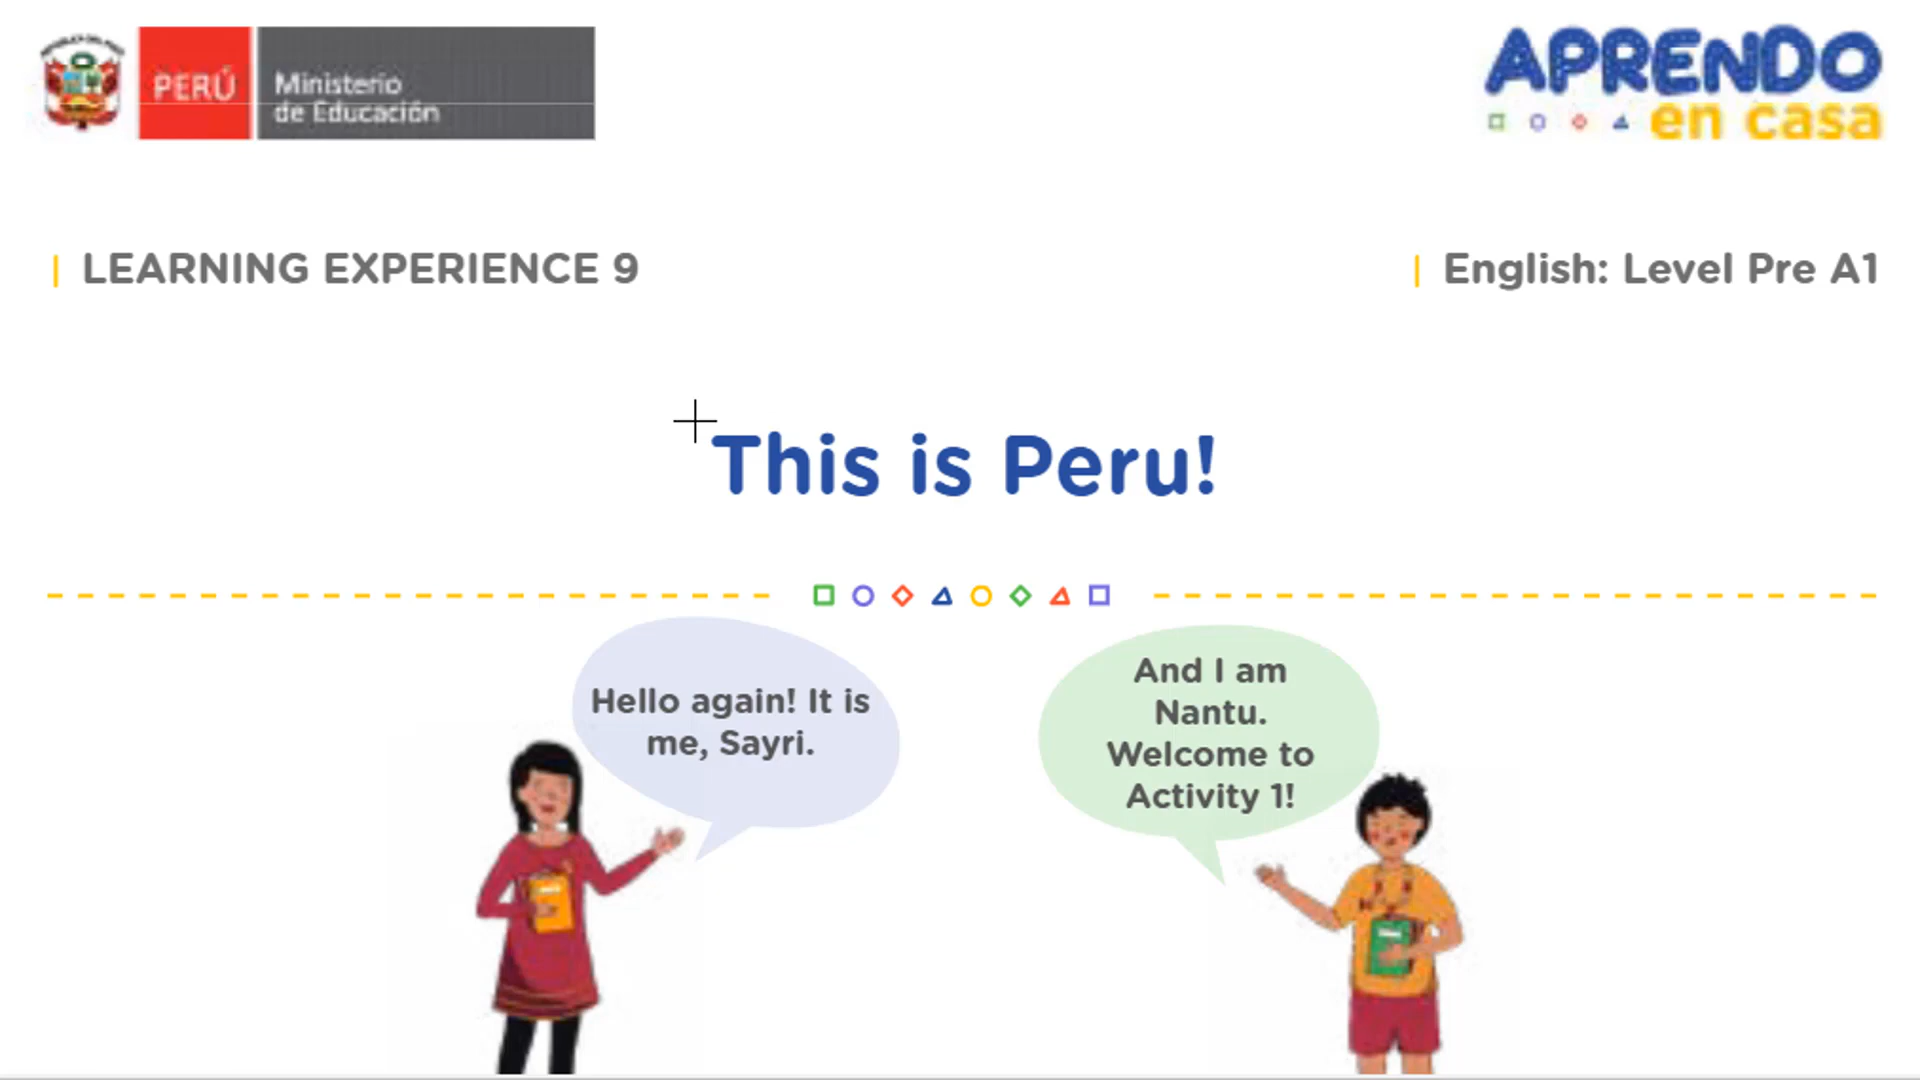 PERÚ
Ministerio
de Educación
APRENDO
en casa
LEARNING EXPERIENCE 9
English: Level Pre A1
This is Peru!
Hello again! It is
me, Sayri.
And I am
Nantu.
Welcome to
Activity 1!